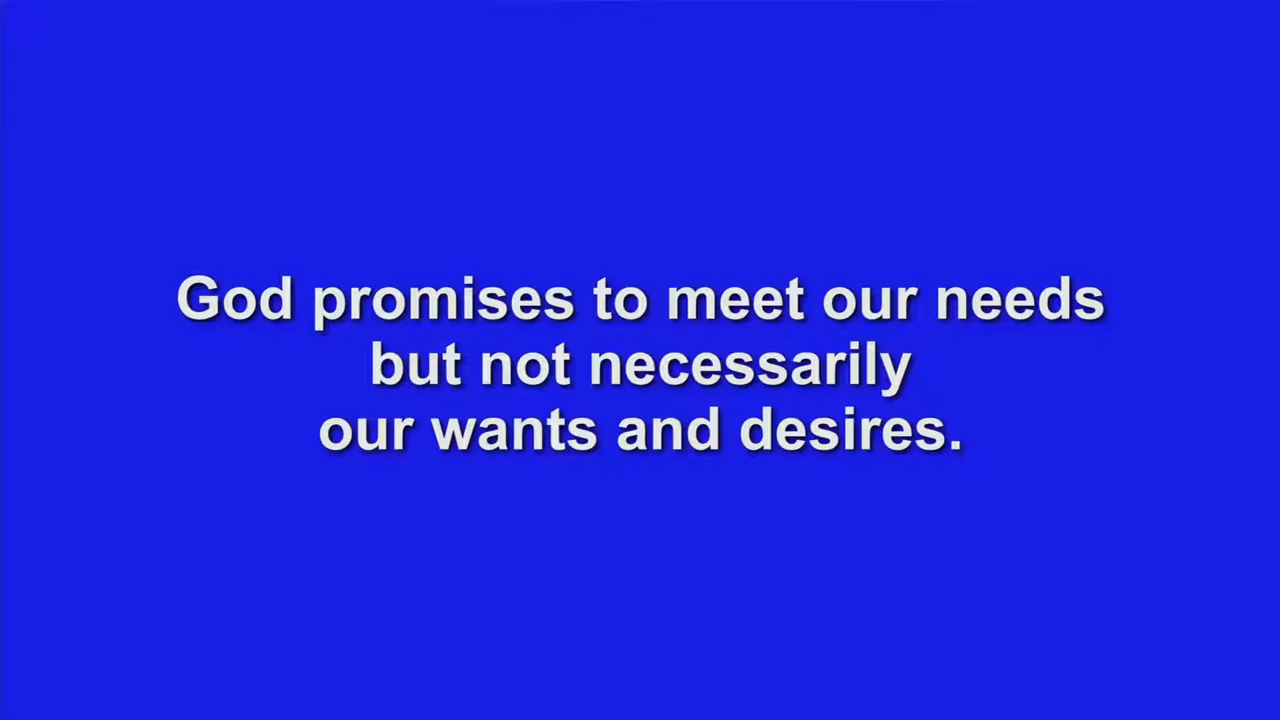 God promises to meet our needs
but not necessarily
our wants and desires.